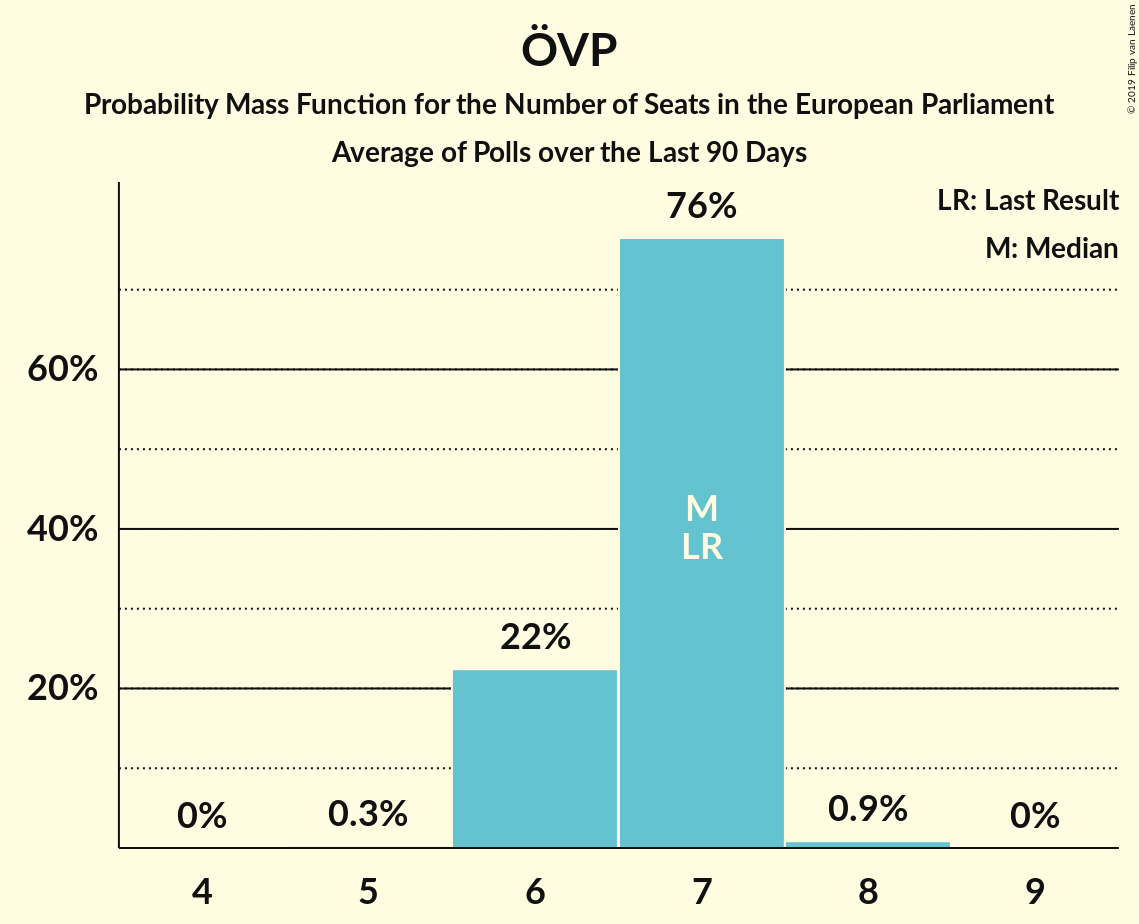 ÖVP
Probability Mass Function for the Number of Seats in the European Parliament
Average of Polls over the Last 90 Days
© 2019 Filip van Laenen
LR: Last Result
M: Median
76%
60%
M
40%
LR
22%
20%
0%
0.3%
0.9%
0%
4
5
6
7
8
9